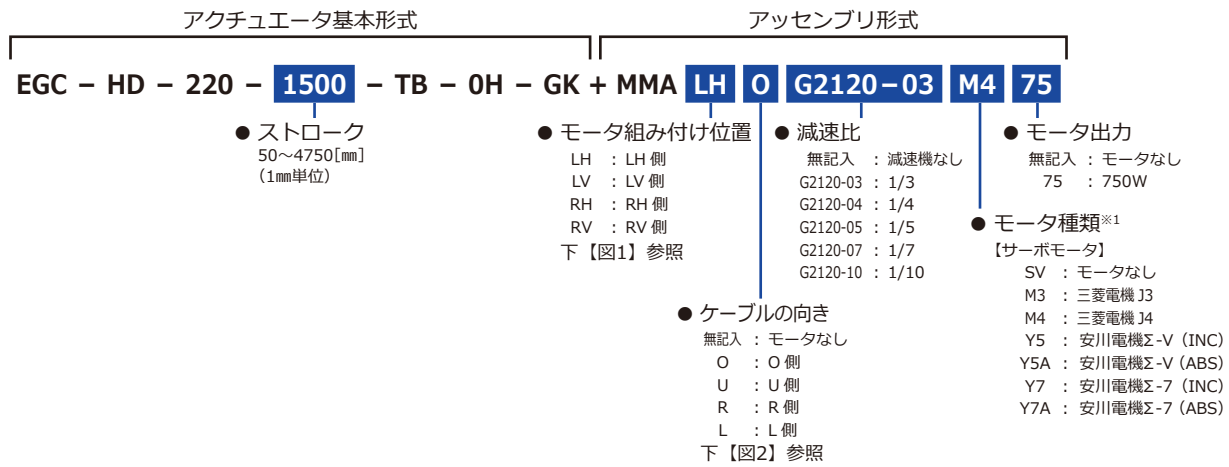 アクチュエータ基本形式
アッセンブリ形式
EGC − HD − 220 − 1500 − TB − 0H − GK + MMA LH O G2120−03 M4 75
● ストローク
50〜4750[㎜]
（1㎜単位）
● モータ組み付け位置
LH : LH 側
LV : LV 側
RH : RH 側
RV : RV 側
下【図1】参照
● ケーブルの向き
無記入 : モータなし
O : O 側
U : U 側
R : R 側
L : L 側
下【図2】参照
● 減速比
無記入 : 減速機なし
G2120-03 : 1/3
G2120-04 : 1/4
G2120-05 : 1/5
G2120-07 : 1/7
G2120-10 : 1/10
● モータ出力
無記入 : モータなし
75 : 750W
● モータ種類※1
【サーボモータ】
SV : モータなし
M3 : 三菱電機 J3
M4 : 三菱電機 J4
Y5 : 安川電機Σ-V（INC）
Y5A : 安川電機Σ-V（ABS）
Y7 : 安川電機Σ-7（INC）
Y7A : 安川電機Σ-7（ABS）